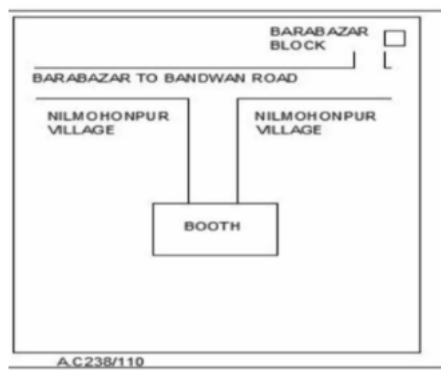 BARABAZAR
BLOCK
BARABAZAR TO BANDWAN ROAD
NILMOHONPUR
VILLAGE
NILMOHONPUR
VILLAGE
BOOTH
A.C238/110